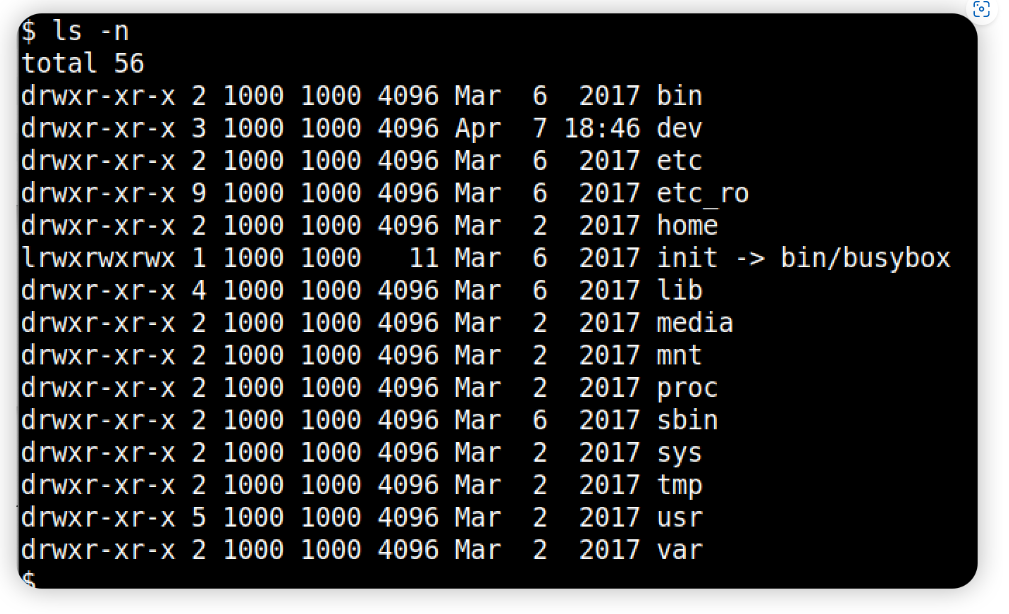 $ ls -n
total 56
drwxr-xr-x 2 1000 1000 4096 Mar  6  2017 bin
drwxr-xr-x 3 1000 1000 4096 Apr  7 18:46 dev
drwxr-xr-x 2 1000 1000 4096 Mar  6  2017 etc
drwxr-xr-x 9 1000 1000 4096 Mar  6  2017 etc_ro
drwxr-xr-x 2 1000 1000 4096 Mar  2  2017 home
lrwxrwxrwx 1 1000 1000   11 Mar  6  2017 init -> bin/busybox
drwxr-xr-x 4 1000 1000 4096 Mar  6  2017 lib
drwxr-xr-x 2 1000 1000 4096 Mar  2  2017 media
drwxr-xr-x 2 1000 1000 4096 Mar  2  2017 mnt
drwxr-xr-x 2 1000 1000 4096 Mar  2  2017 proc
drwxr-xr-x 2 1000 1000 4096 Mar  6  2017 sbin
drwxr-xr-x 2 1000 1000 4096 Mar  2  2017 sys
drwxr-xr-x 2 1000 1000 4096 Mar  2  2017 tmp
drwxr-xr-x 5 1000 1000 4096 Mar  2  2017 usr
drwxr-xr-x 2 1000 1000 4096 Mar  2  2017 var
$